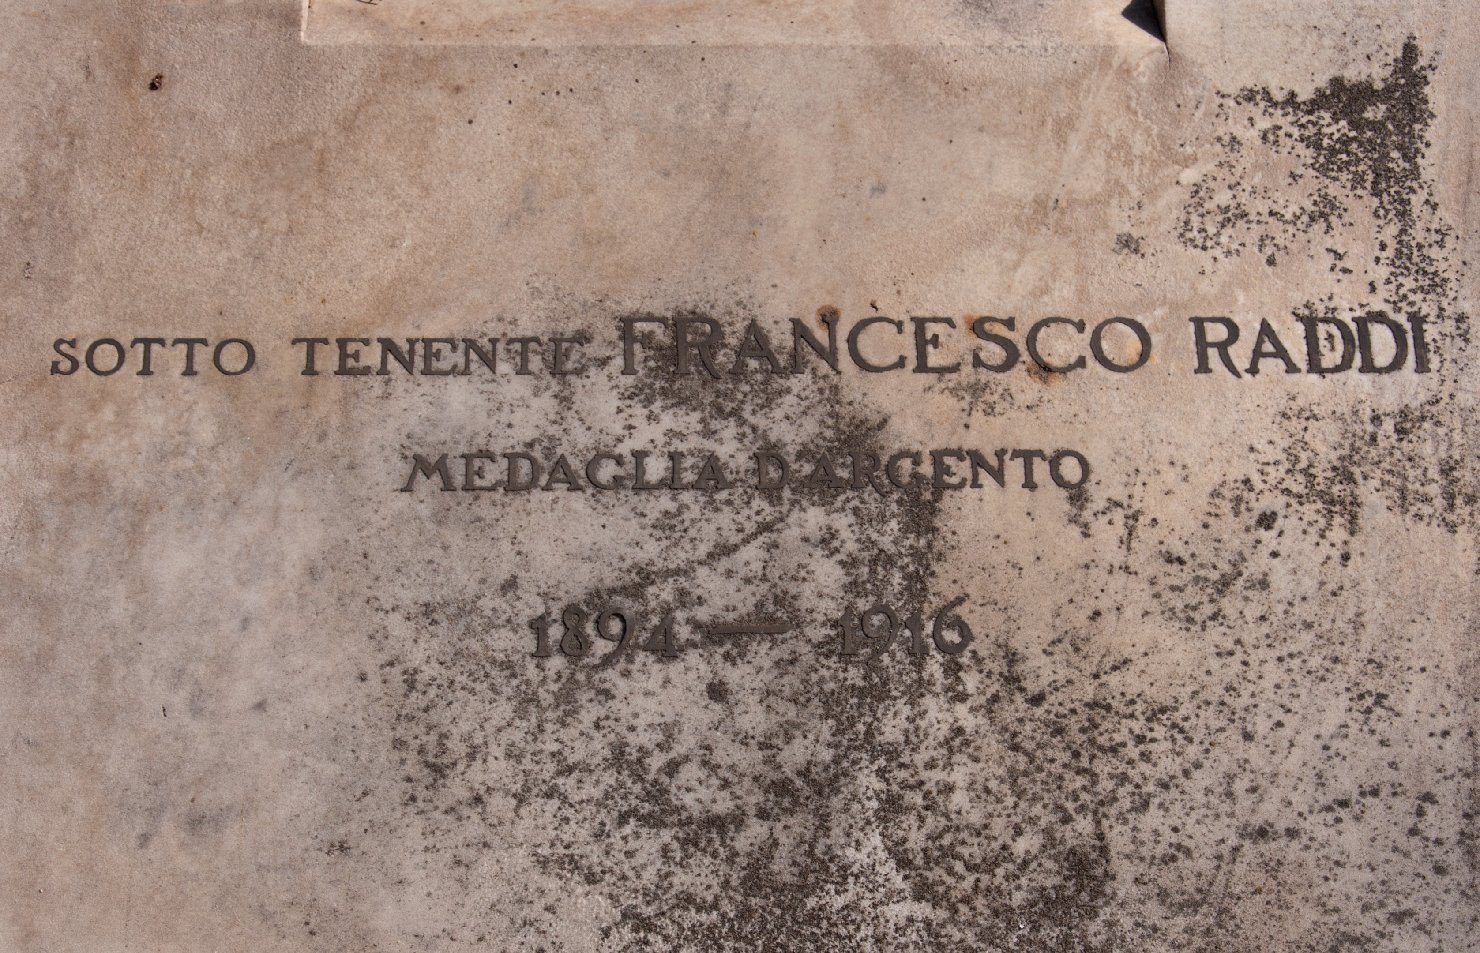 SOTTO TENENTE FRANCESCO RADDI
MEDAGLIA D'ARGENTO
1894 — 1916